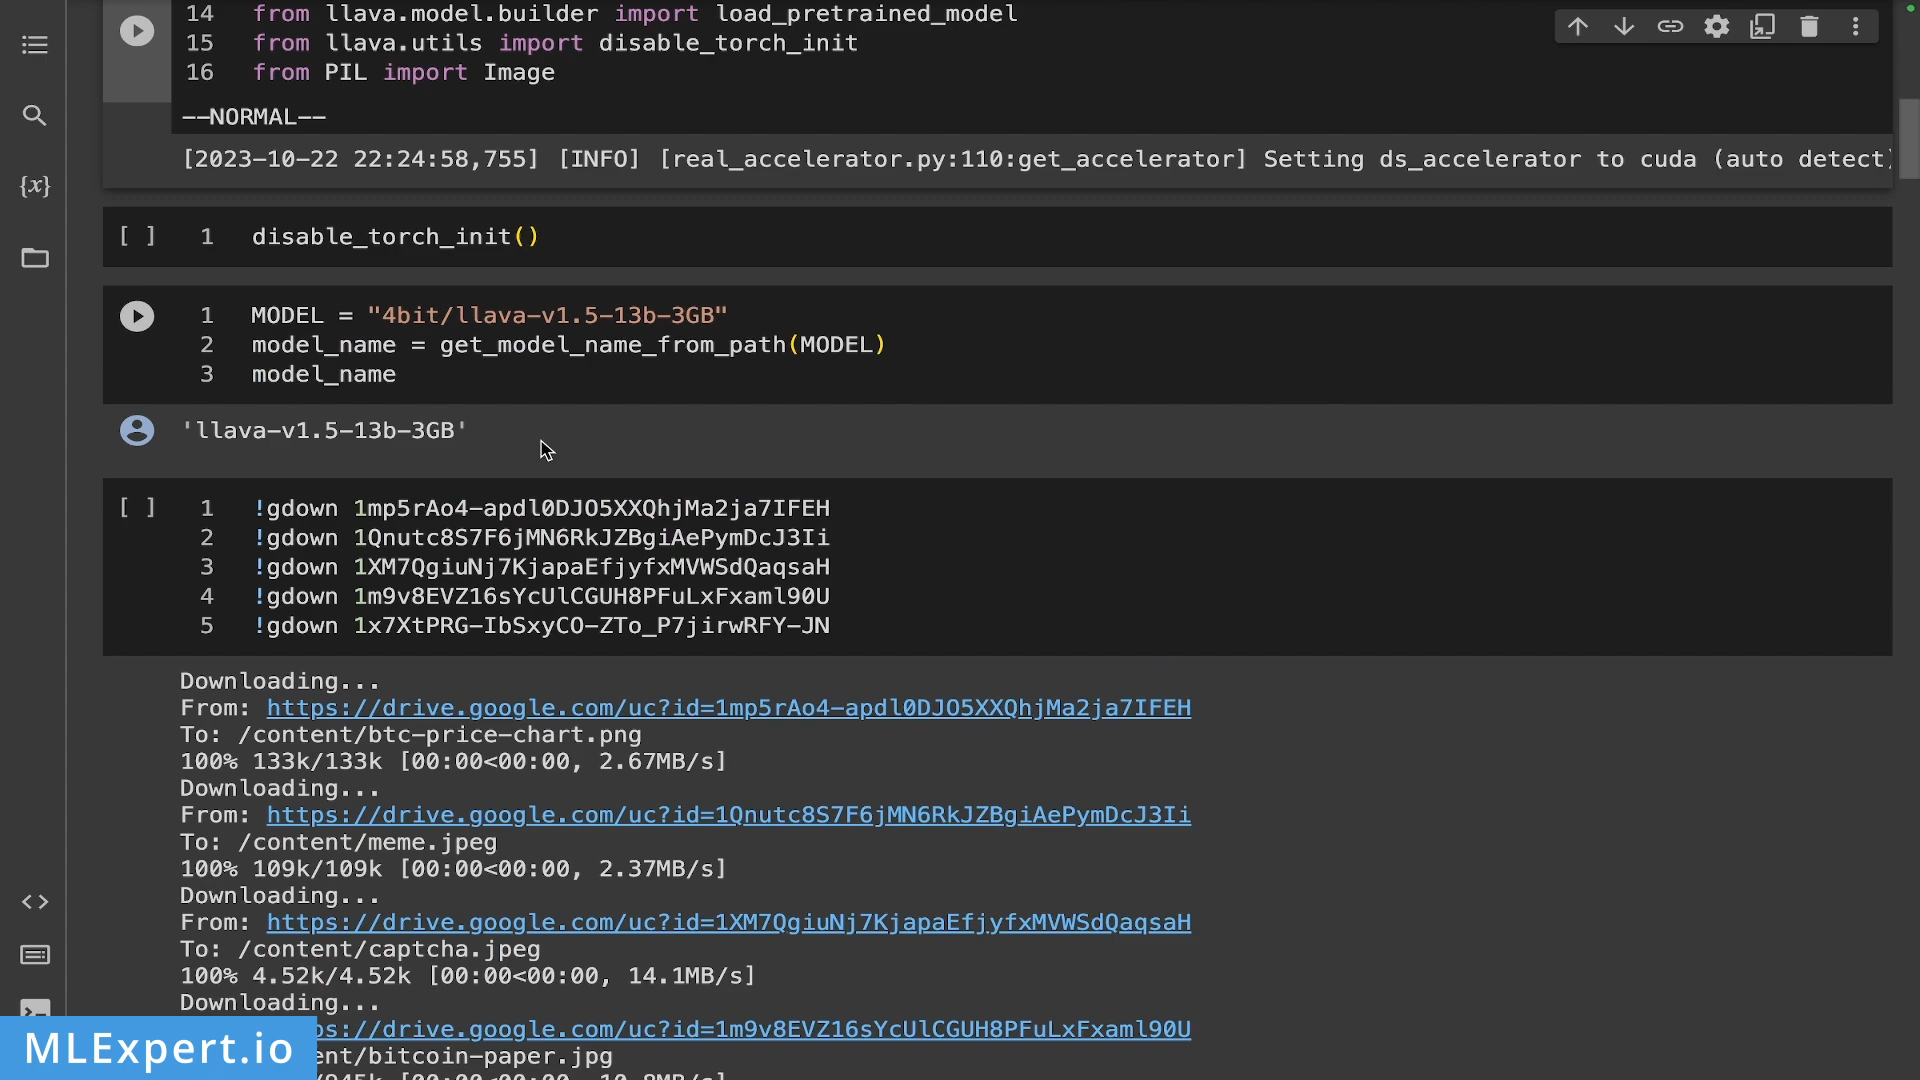 14 from llava.model.builder import load_pretrained_model
15 from llava.utils import disable_torch_init
16 from PIL import Image
--NORMAL--
[2023-10-22 22:24:58,755] [INFO] [real_accelerator.py:110:get_accelerator] Setting ds_accelerator to cuda (auto detect)
{x}
[ ] 1 disable_torch_init()
1 MODEL = "4bit/llava-v1.5-13b-3GB"
2 model_name = get_model_name_from_path(MODEL)
3 model_name
'llava-v1.5-13b-3GB'
[ ] 1 !gdown 1mp5rAo4-apdl0DJO5XXQhjMa2ja7IFEH
2 !gdown 1Qnutc8S7F6jMN6RkJZBgiAePymDcJ3Ii
3 !gdown 1XM7QgiuNj7KjapaEfjyfxMVWSdQaqsaH
4 !gdown 1m9v8EVZ16sYcUlCGUH8PFuLxFxaml90U
5 !gdown 1x7XtPRG-IbSxyCO-ZTo_P7jirwRFY-JN
Downloading...
From: https://drive.google.com/uc?id=1mp5rAo4-apdl0DJO5XXQhjMa2ja7IFEH
To: /content/btc-price-chart.png
100% 133k/133k [00:00<00:00, 2.67MB/s]
Downloading...
From: https://drive.google.com/uc?id=1Qnutc8S7F6jMN6RkJZBgiAePymDcJ3Ii
To: /content/meme.jpeg
100% 109k/109k [00:00<00:00, 2.37MB/s]
Downloading...
From: https://drive.google.com/uc?id=1XM7QgiuNj7KjapaEfjyfxMVWSdQaqsaH
To: /content/captcha.jpeg
100% 4.52k/4.52k [00:00<00:00, 14.1MB/s]
Downloading...
ps://drive.google.com/uc?id=1m9v8EVZ16sYcUlCGUH8PFuLxFxaml90U
MLExpert.io
ent/bitcoin-paper.jpg